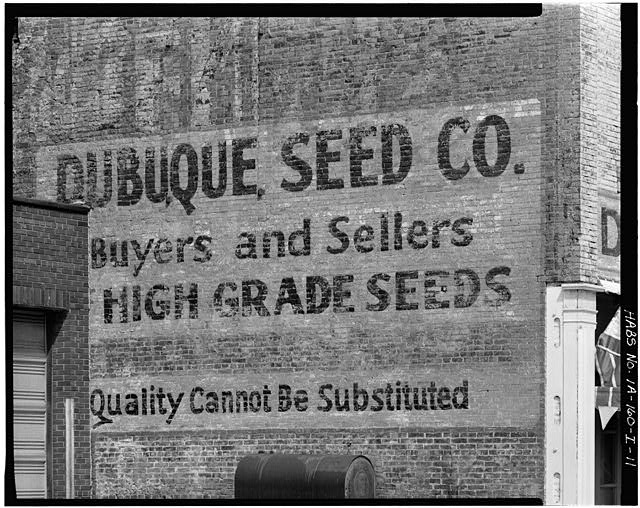 DUBUQUE SEED CO.
Buyers and Sellers
HIGH GRADE SEEDS
Quality Cannot Be Substituted
D
HABS No. IA-160-I-11